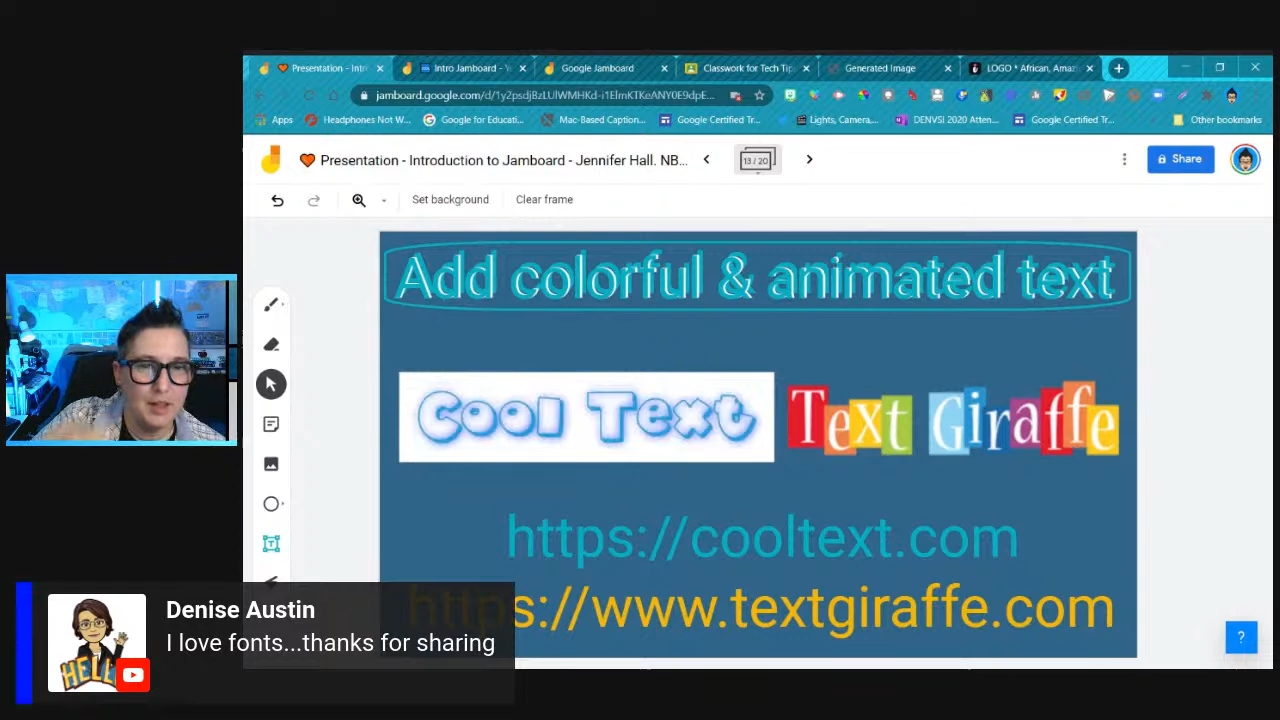 Presentation - Intr
Intro Jamboard - Y
Google Jamboard
Classwork for Tech Tip
Generated Image
LOGO * African, Amaz
jamboard.google.com/d/1y2psdjBzLUlWMHKd-i1ElmKTKeANY0E9dpE...
Apps
Headphones Not W...
Google for Educati...
Mac-Based Caption...
Google Certified Tr...
Lights, Camera,...
DENVSI 2020 Atten...
Google Certified Tr...
Other bookmarks
Presentation - Introduction to Jamboard - Jennifer Hall. NB...
13 / 20
Share
Set background
Clear frame
Add colorful & animated text
Cool Text
Text Giraffe
https://cooltext.com
https://www.textgiraffe.com
Denise Austin
I love fonts...thanks for sharing
HELLO
?